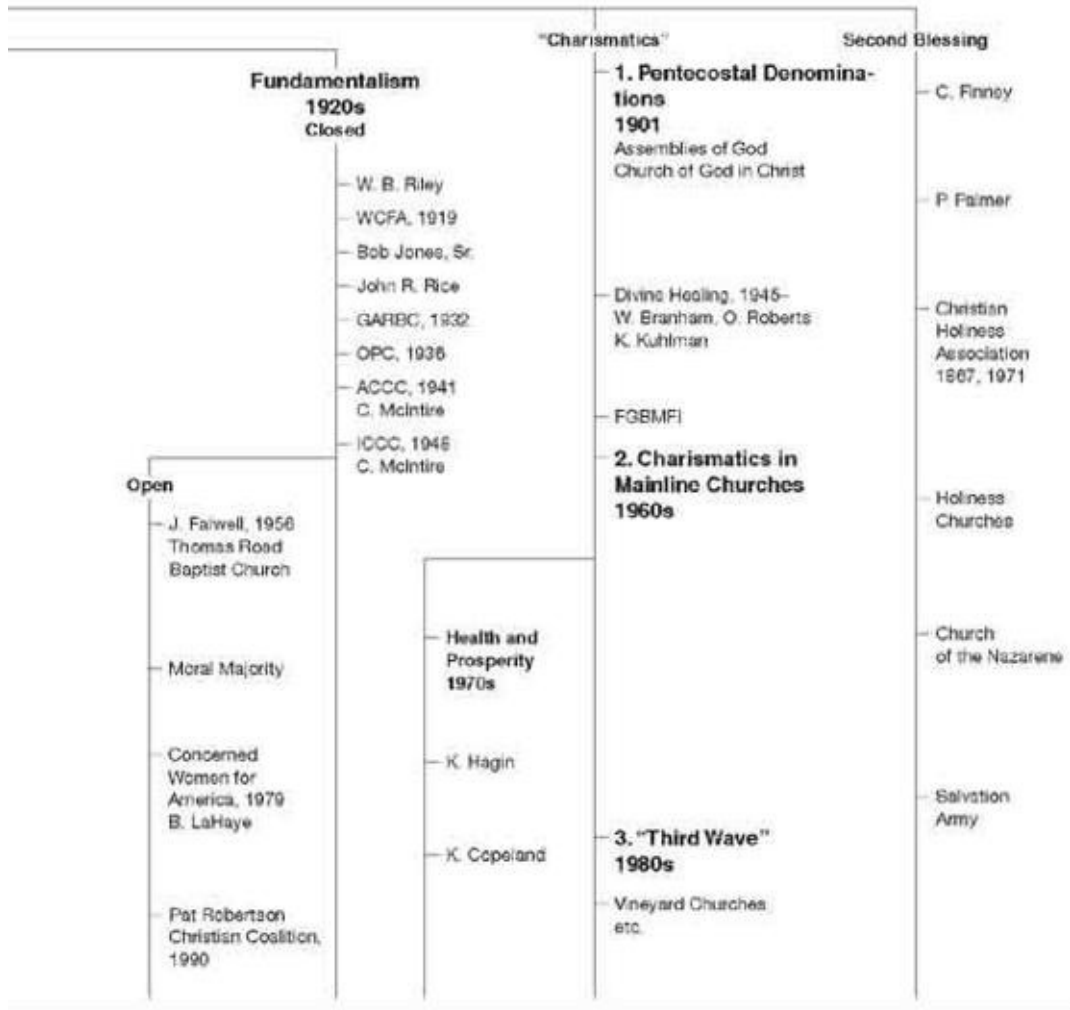 "Charismatics"
Second Blessing
Fundamentalism
1920s
Closed
W. B. Riley
WCFA, 1919
Bob Jones, Sr.
John R. Rice
GARBC, 1932
OPC, 1936
ACCC, 1941
C. McIntire
ICCC, 1948
C. McIntire
Open
J. Falwell, 1956
Thomas Road
Baptist Church
Moral Majority
Concerned
Women for
America, 1979
B. LaHaye
Pat Robertson
Christian Coalition,
1990
1. Pentecostal Denomina-
tions
1901
Assemblies of God
Church of God in Christ
Divine Healing, 1945–
W. Branham, O. Roberts
K. Kuhlman
FGBMFI
2. Charismatics in
Mainline Churches
1960s
Health and
Prosperity
1970s
K. Hagin
K. Copeland
3. "Third Wave"
1980s
Vineyard Churches
etc.
C. Finney
P. Palmer
Christian
Holiness
Association
1867, 1971
Holiness
Churches
Church
of the Nazarene
Salvation
Army